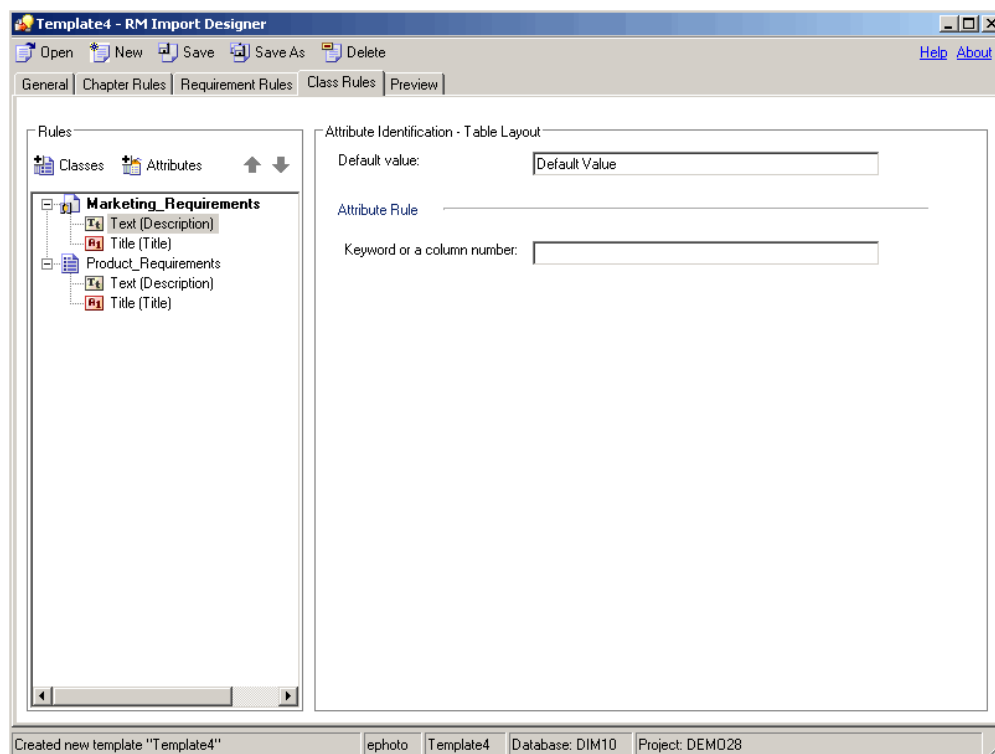 Template4 - RM Import Designer
Open New Save Save As Delete Help About
General Chapter Rules Requirement Rules Class Rules Preview
Rules
Classes Attributes
Marketing_Requirements
Text (Description)
Title (Title)
Product_Requirements
Text (Description)
Title (Title)
Attribute Identification - Table Layout
Default value: Default Value
Attribute Rule
Keyword or a column number:
Created new template "Template4" ephoto Template4 Database: DIM10 Project: DEMO28